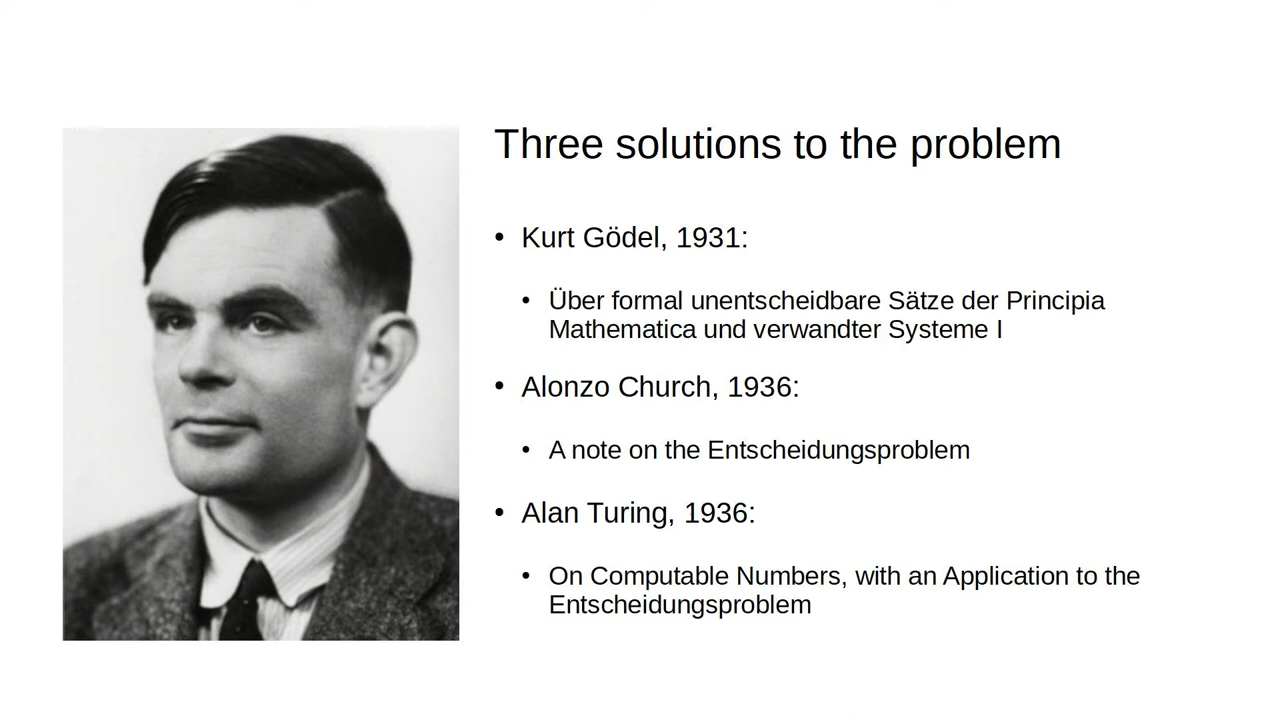 Three solutions to the problem
• Kurt Gödel, 1931:
• Über formal unentscheidbare Sätze der Principia
Mathematica und verwandter Systeme I
• Alonzo Church, 1936:
• A note on the Entscheidungsproblem
• Alan Turing, 1936:
• On Computable Numbers, with an Application to the
Entscheidungsproblem